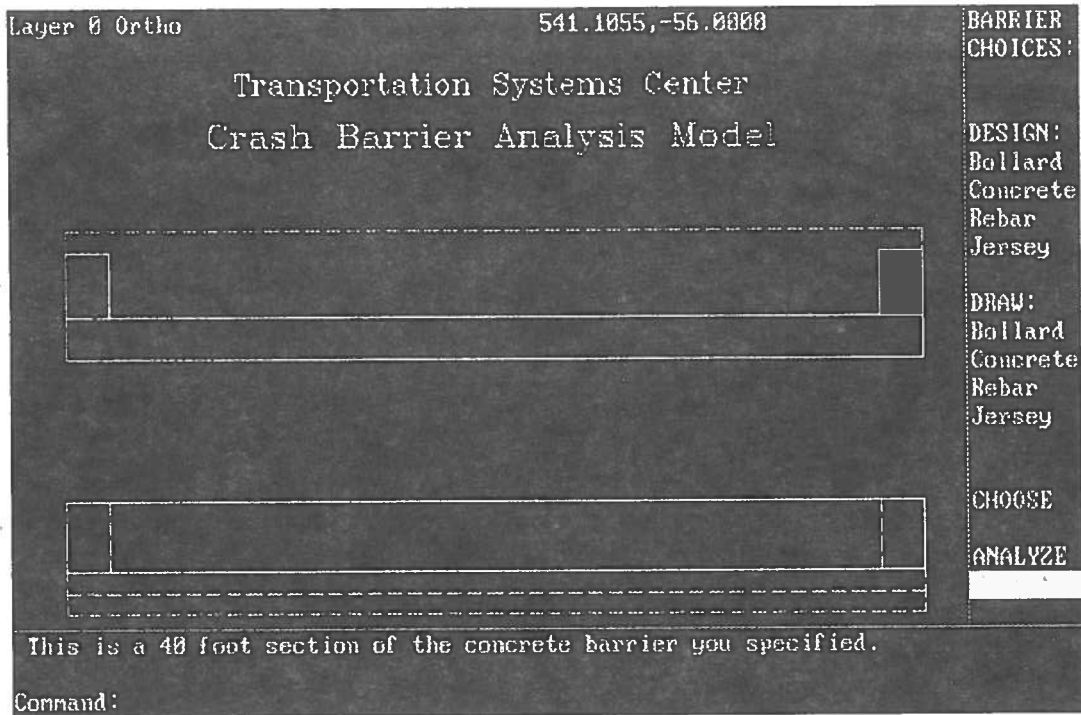 Layer 0 Ortho
541.1055,-56.0000
Transportation Systems Center
Crash Barrier Analysis Model
BARRIER
CHOICES:
DESIGN:
Bollard
Concrete
Rebar
Jersey
DRAW:
Bollard
Concrete
Rebar
Jersey
CHOOSE
ANALYZE
This is a 40 foot section of the concrete barrier you specified.
Command: